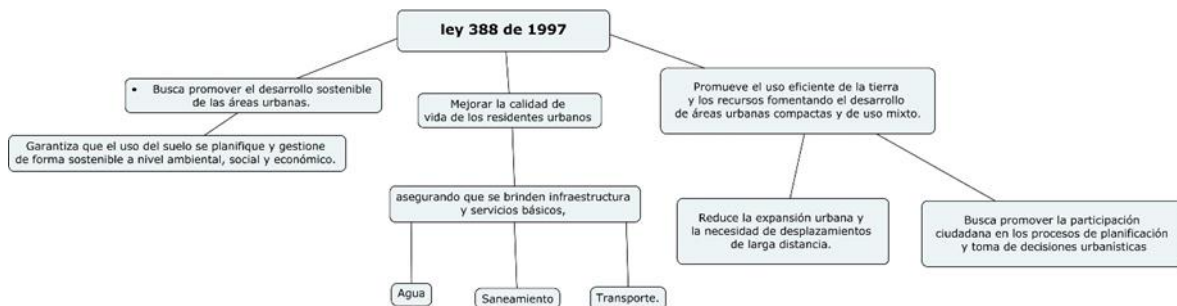 ley 388 de 1997
• Busca promover el desarrollo sostenible
de las áreas urbanas.
Garantiza que el uso del suelo se planifique y gestione
de forma sostenible a nivel ambiental, social y económico.
Mejorar la calidad de
vida de los residentes urbanos
asegurando que se brinden infraestructura
y servicios básicos,
Agua
Saneamiento
Transporte.
Promueve el uso eficiente de la tierra
y los recursos fomentando el desarrollo
de áreas urbanas compactas y de uso mixto.
Reduce la expansión urbana y
la necesidad de desplazamientos
de larga distancia.
Busca promover la participación
ciudadana en los procesos de planificación
y toma de decisiones urbanísticas